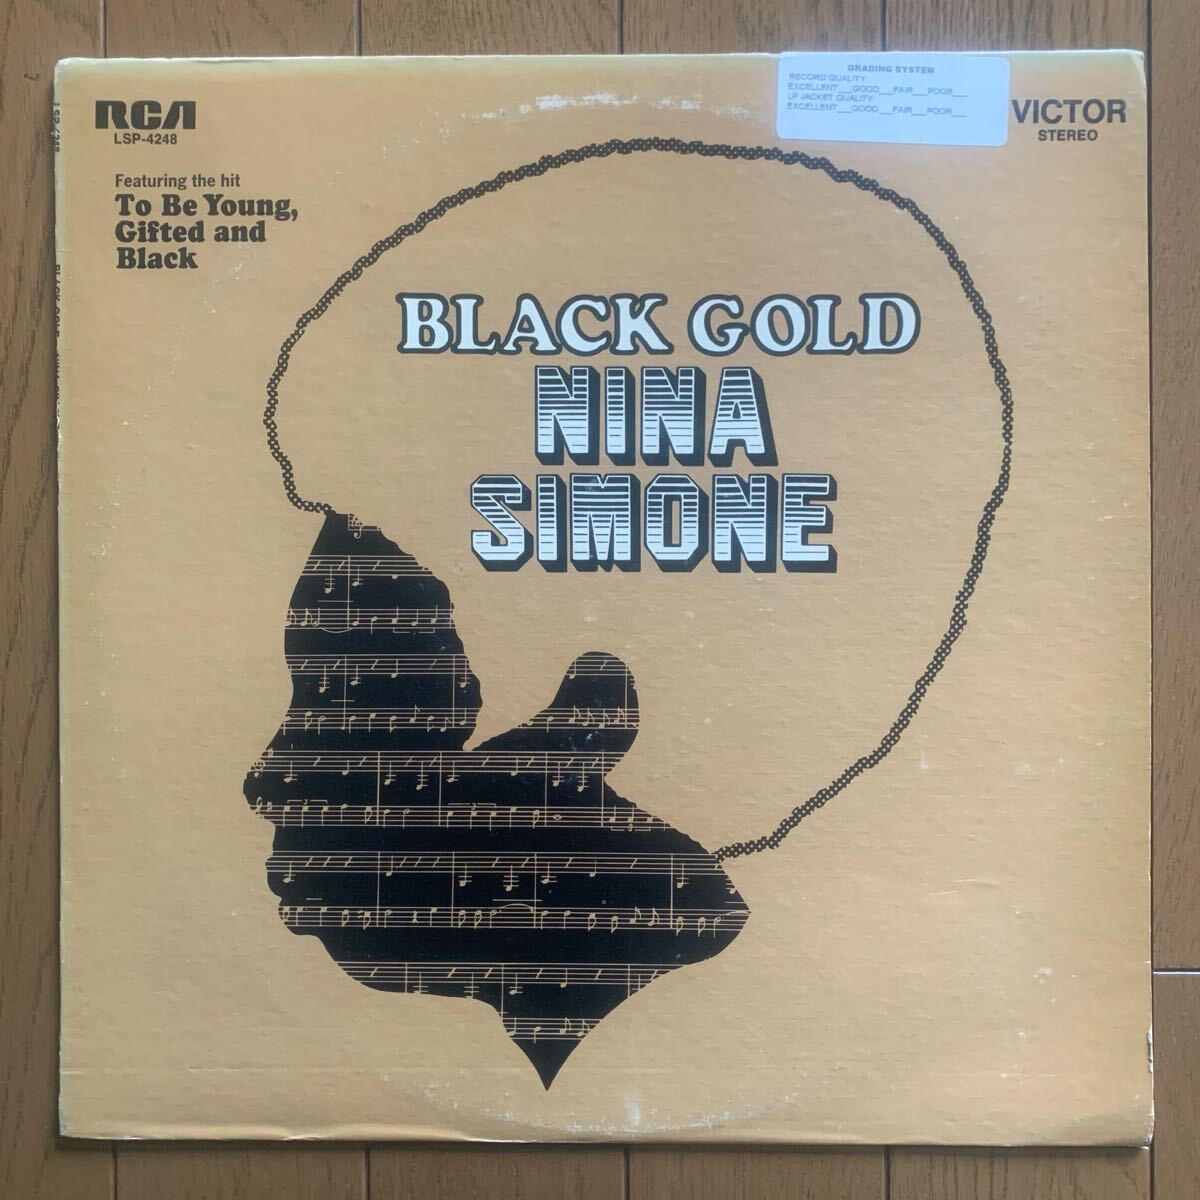 RCA
LSP-4248
Featuring the hit
To Be Young,
Gifted and
Black
GRADING SYSTEM
RECORD QUALITY:
EXCELLENT___GOOD___FAIR___POOR___
LP JACKET QUALITY:
EXCELLENT___GOOD___FAIR___POOR___
VICTOR
STEREO
BLACK GOLD
NINA
SIMONE